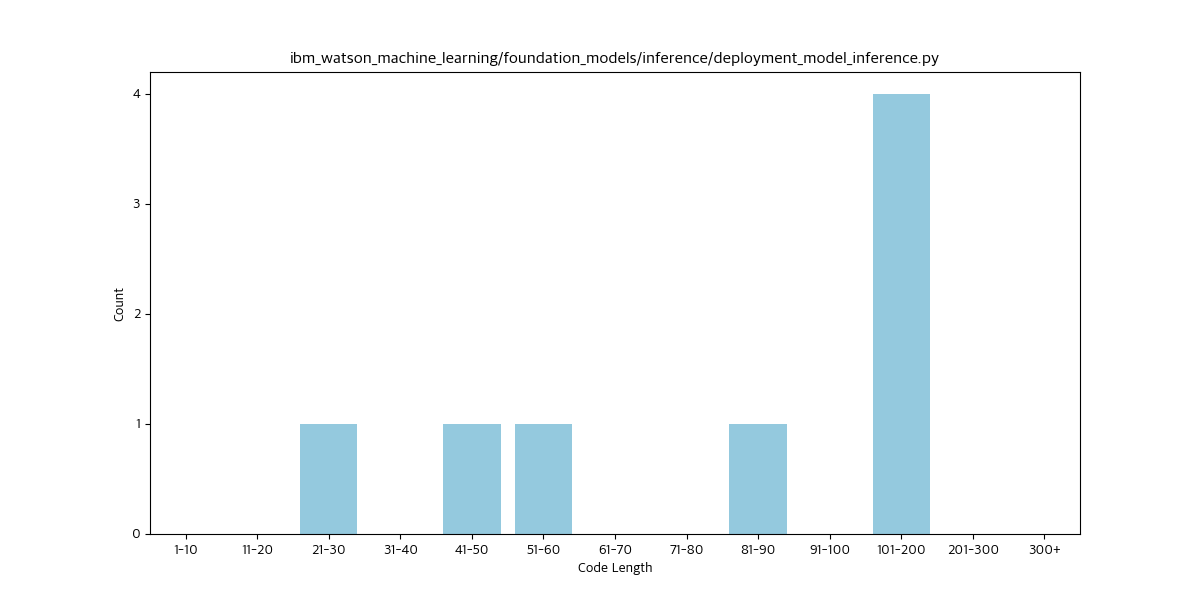 ibm_watson_machine_learning/foundation_models/inference/deployment_model_inference.py
4
3
2
1
0
Count
1-10 11-20 21-30 31-40 41-50 51-60 61-70 71-80 81-90 91-100 101-200 201-300 300+
Code Length